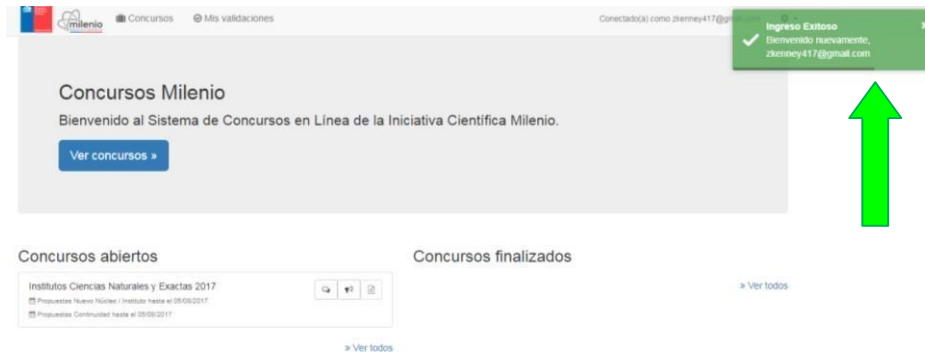 milenio
Concursos
Mis validaciones
Conectado(a) como zkenney417@
Ingreso Exitoso
Bienvenido nuevamente,
zkenney417@gmail.com
Concursos Milenio
Bienvenido al Sistema de Concursos en Línea de la Iniciativa Científica Milenio.
Ver concursos »
Concursos abiertos
Institutos Ciencias Naturales y Exactas 2017
Propuestas Nuevo Núcleo / Instituto hasta el 05/09/2017
Propuestas Continuidad hasta el 05/09/2017
» Ver todos
Concursos finalizados
» Ver todos